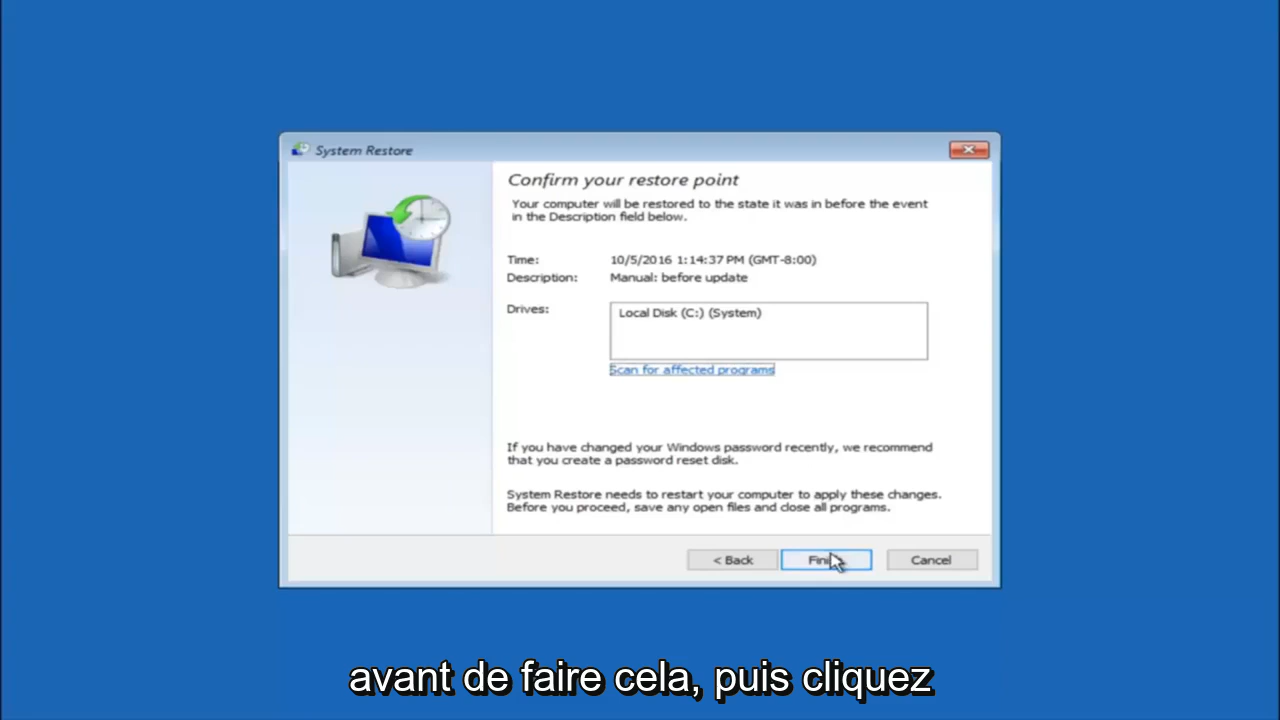 System Restore
Confirm your restore point
Your computer will be restored to the state it was in before the event
in the Description field below.
Time: 10/5/2016 1:14:37 PM (GMT-8:00)
Description: Manual: before update
Drives: Local Disk (C:) (System)
Scan for affected programs
If you have changed your Windows password recently, we recommend
that you create a password reset disk.
System Restore needs to restart your computer to apply these changes.
Before you proceed, save any open files and close all programs.
< Back Cancel
avant de faire cela, puis cliquez